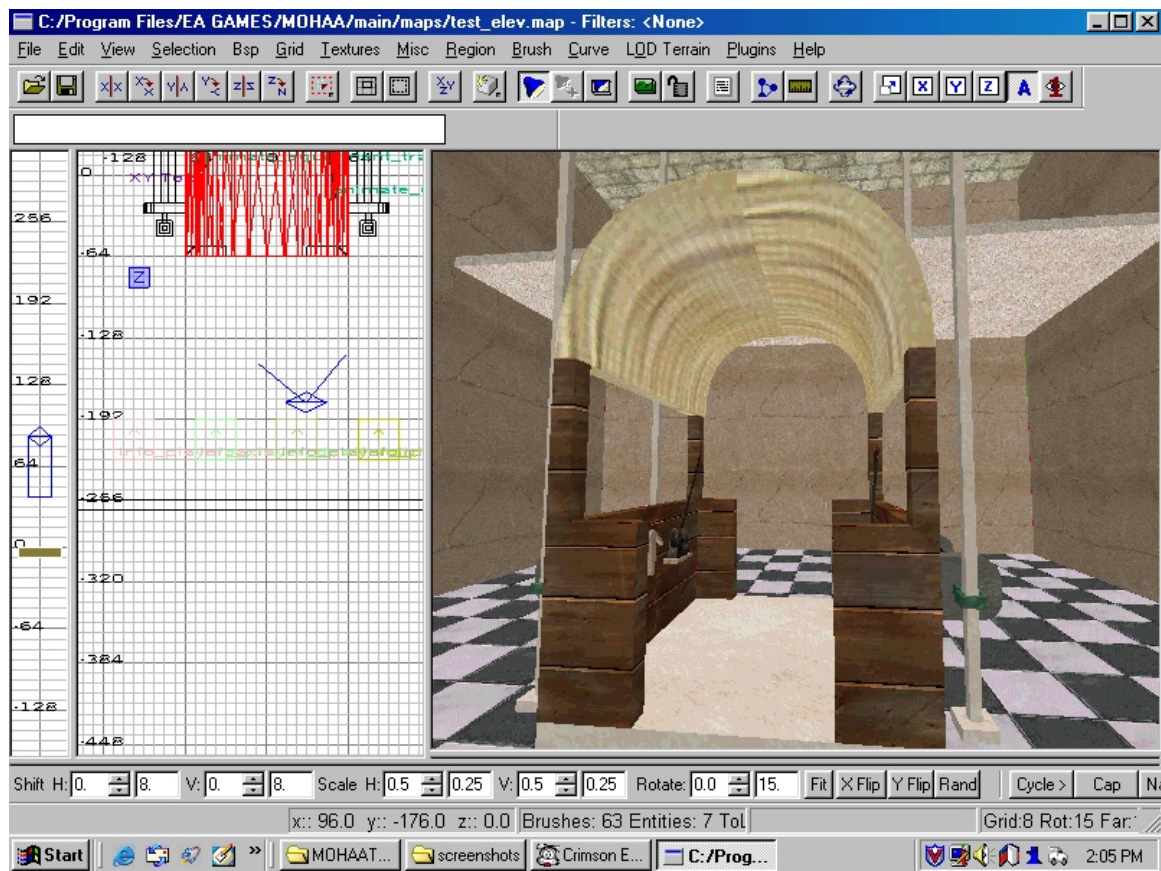 C:/Program Files/EA GAMES/MOHAA/main/maps/test_elev.map - Filters: <None>
File Edit View Selection Bsp Grid Textures Misc Region Brush Curve LOD Terrain Plugins Help
256
192
128
64
0
-64
-128
-128
0
XY To
-64
Z
-128
-192
-256
-320
-384
-448
Shift H: 0. 8. V: 0. 8. Scale H: 0.5 0.25 V: 0.5 0.25 Rotate: 0.0 15. Fit X Flip Y Flip Rand Cycle > Cap
x:: 96.0 y:: -176.0 z:: 0.0 Brushes: 63 Entities: 7 Tol
Grid:8 Rot:15 Far:
Start MOHAAT... screenshots Crimson E... C:/Prog... 2:05 PM